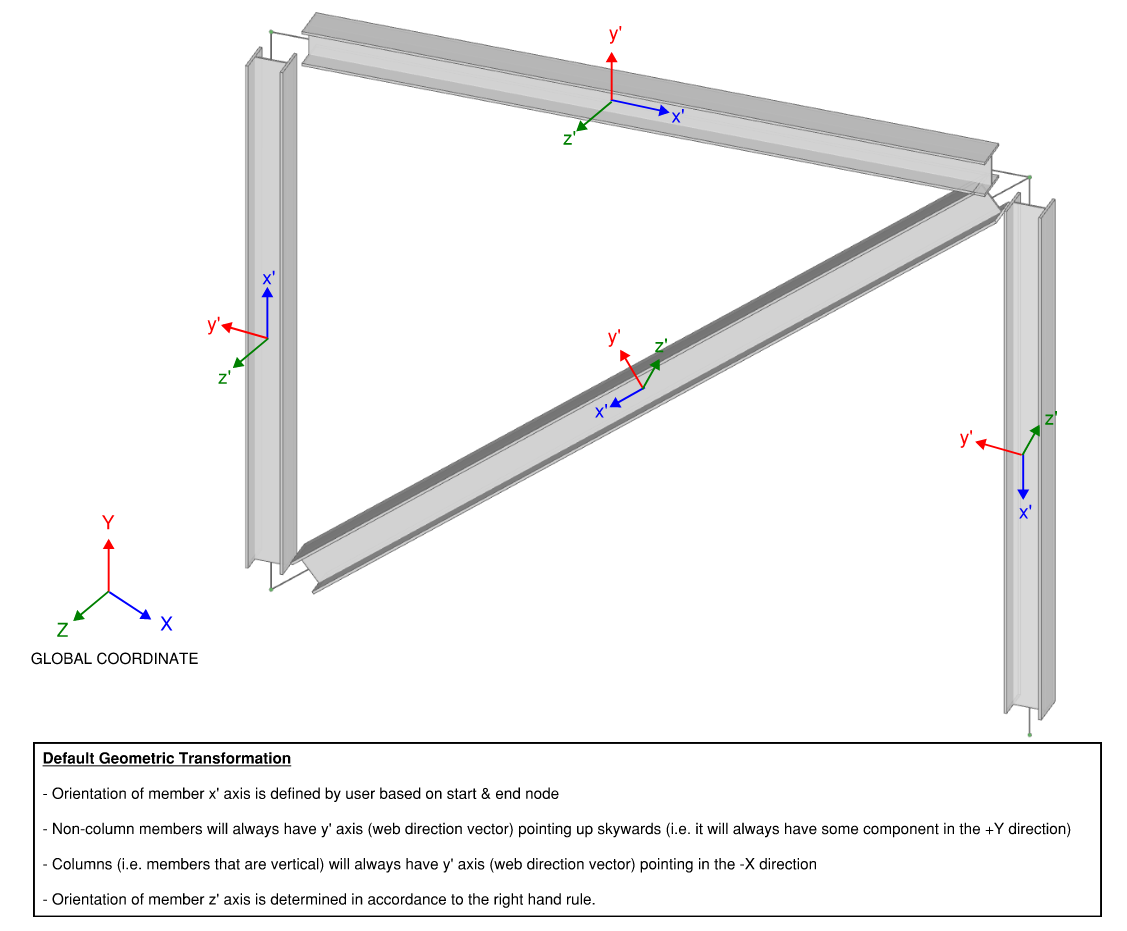 y'
x'
z'
x'
y'
z'
y'
z'
x'
z'
y'
x'
Y
Z
X
GLOBAL COORDINATE
Default Geometric Transformation
- Orientation of member x' axis is defined by user based on start & end node
- Non-column members will always have y' axis (web direction vector) pointing up skywards (i.e. it will always have some component in the +Y direction)
- Columns (i.e. members that are vertical) will always have y' axis (web direction vector) pointing in the -X direction
- Orientation of member z' axis is determined in accordance to the right hand rule.